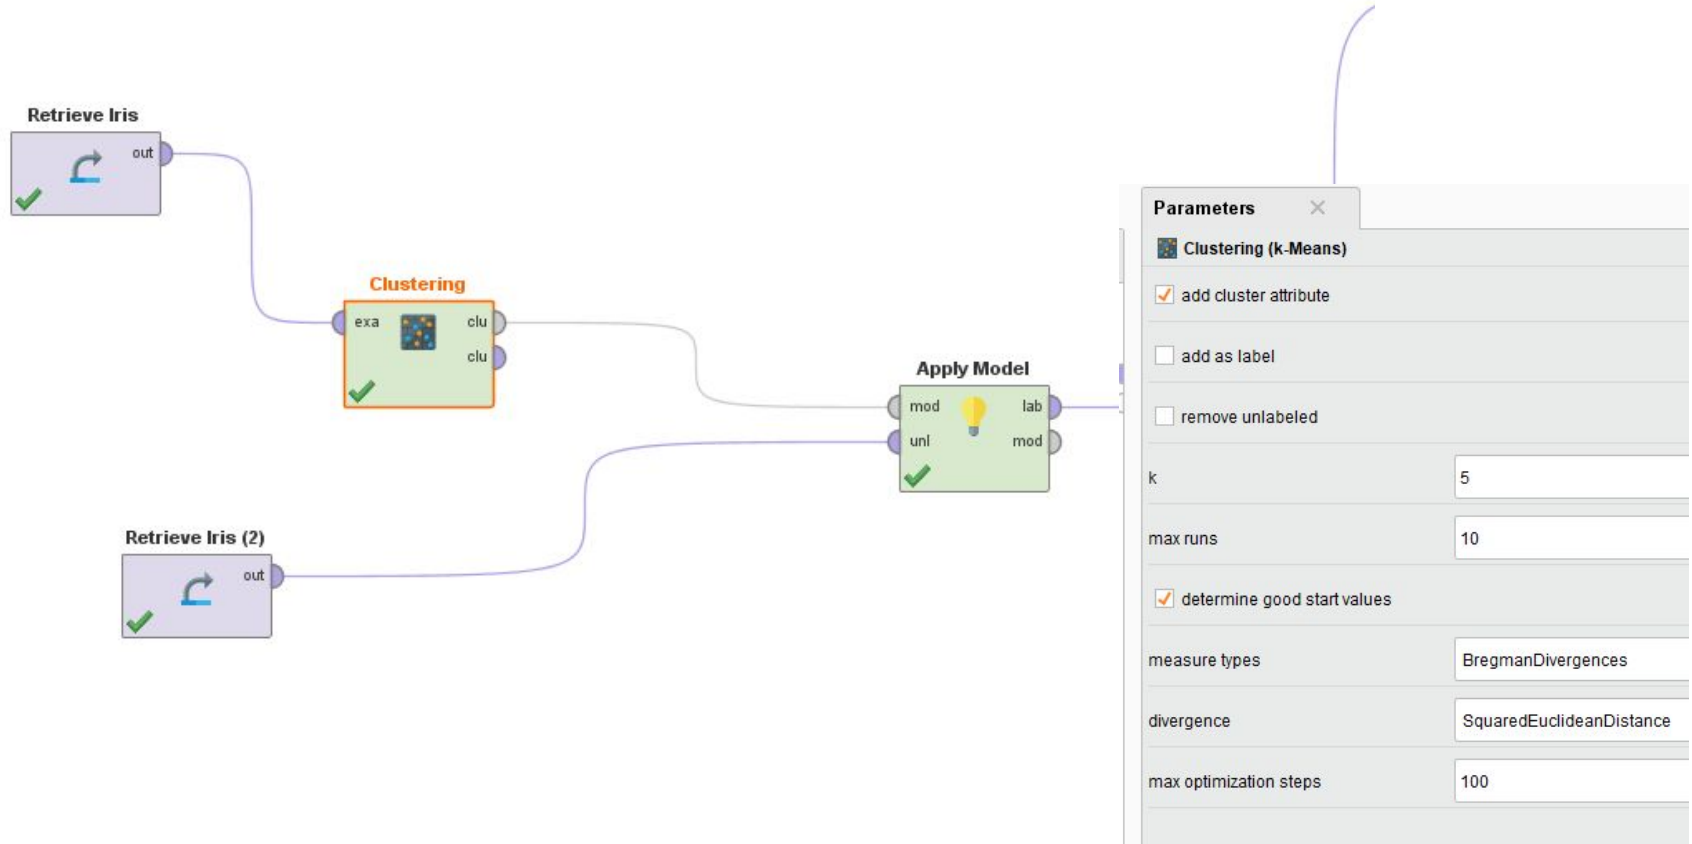 Retrieve Iris
out
Clustering
exa
clu
clu
Apply Model
mod
lab
unl
mod
Retrieve Iris (2)
out
Parameters
Clustering (k-Means)
add cluster attribute
add as label
remove unlabeled
k
5
max runs
10
determine good start values
measure types
BregmanDivergences
divergence
SquaredEuclideanDistance
max optimization steps
100